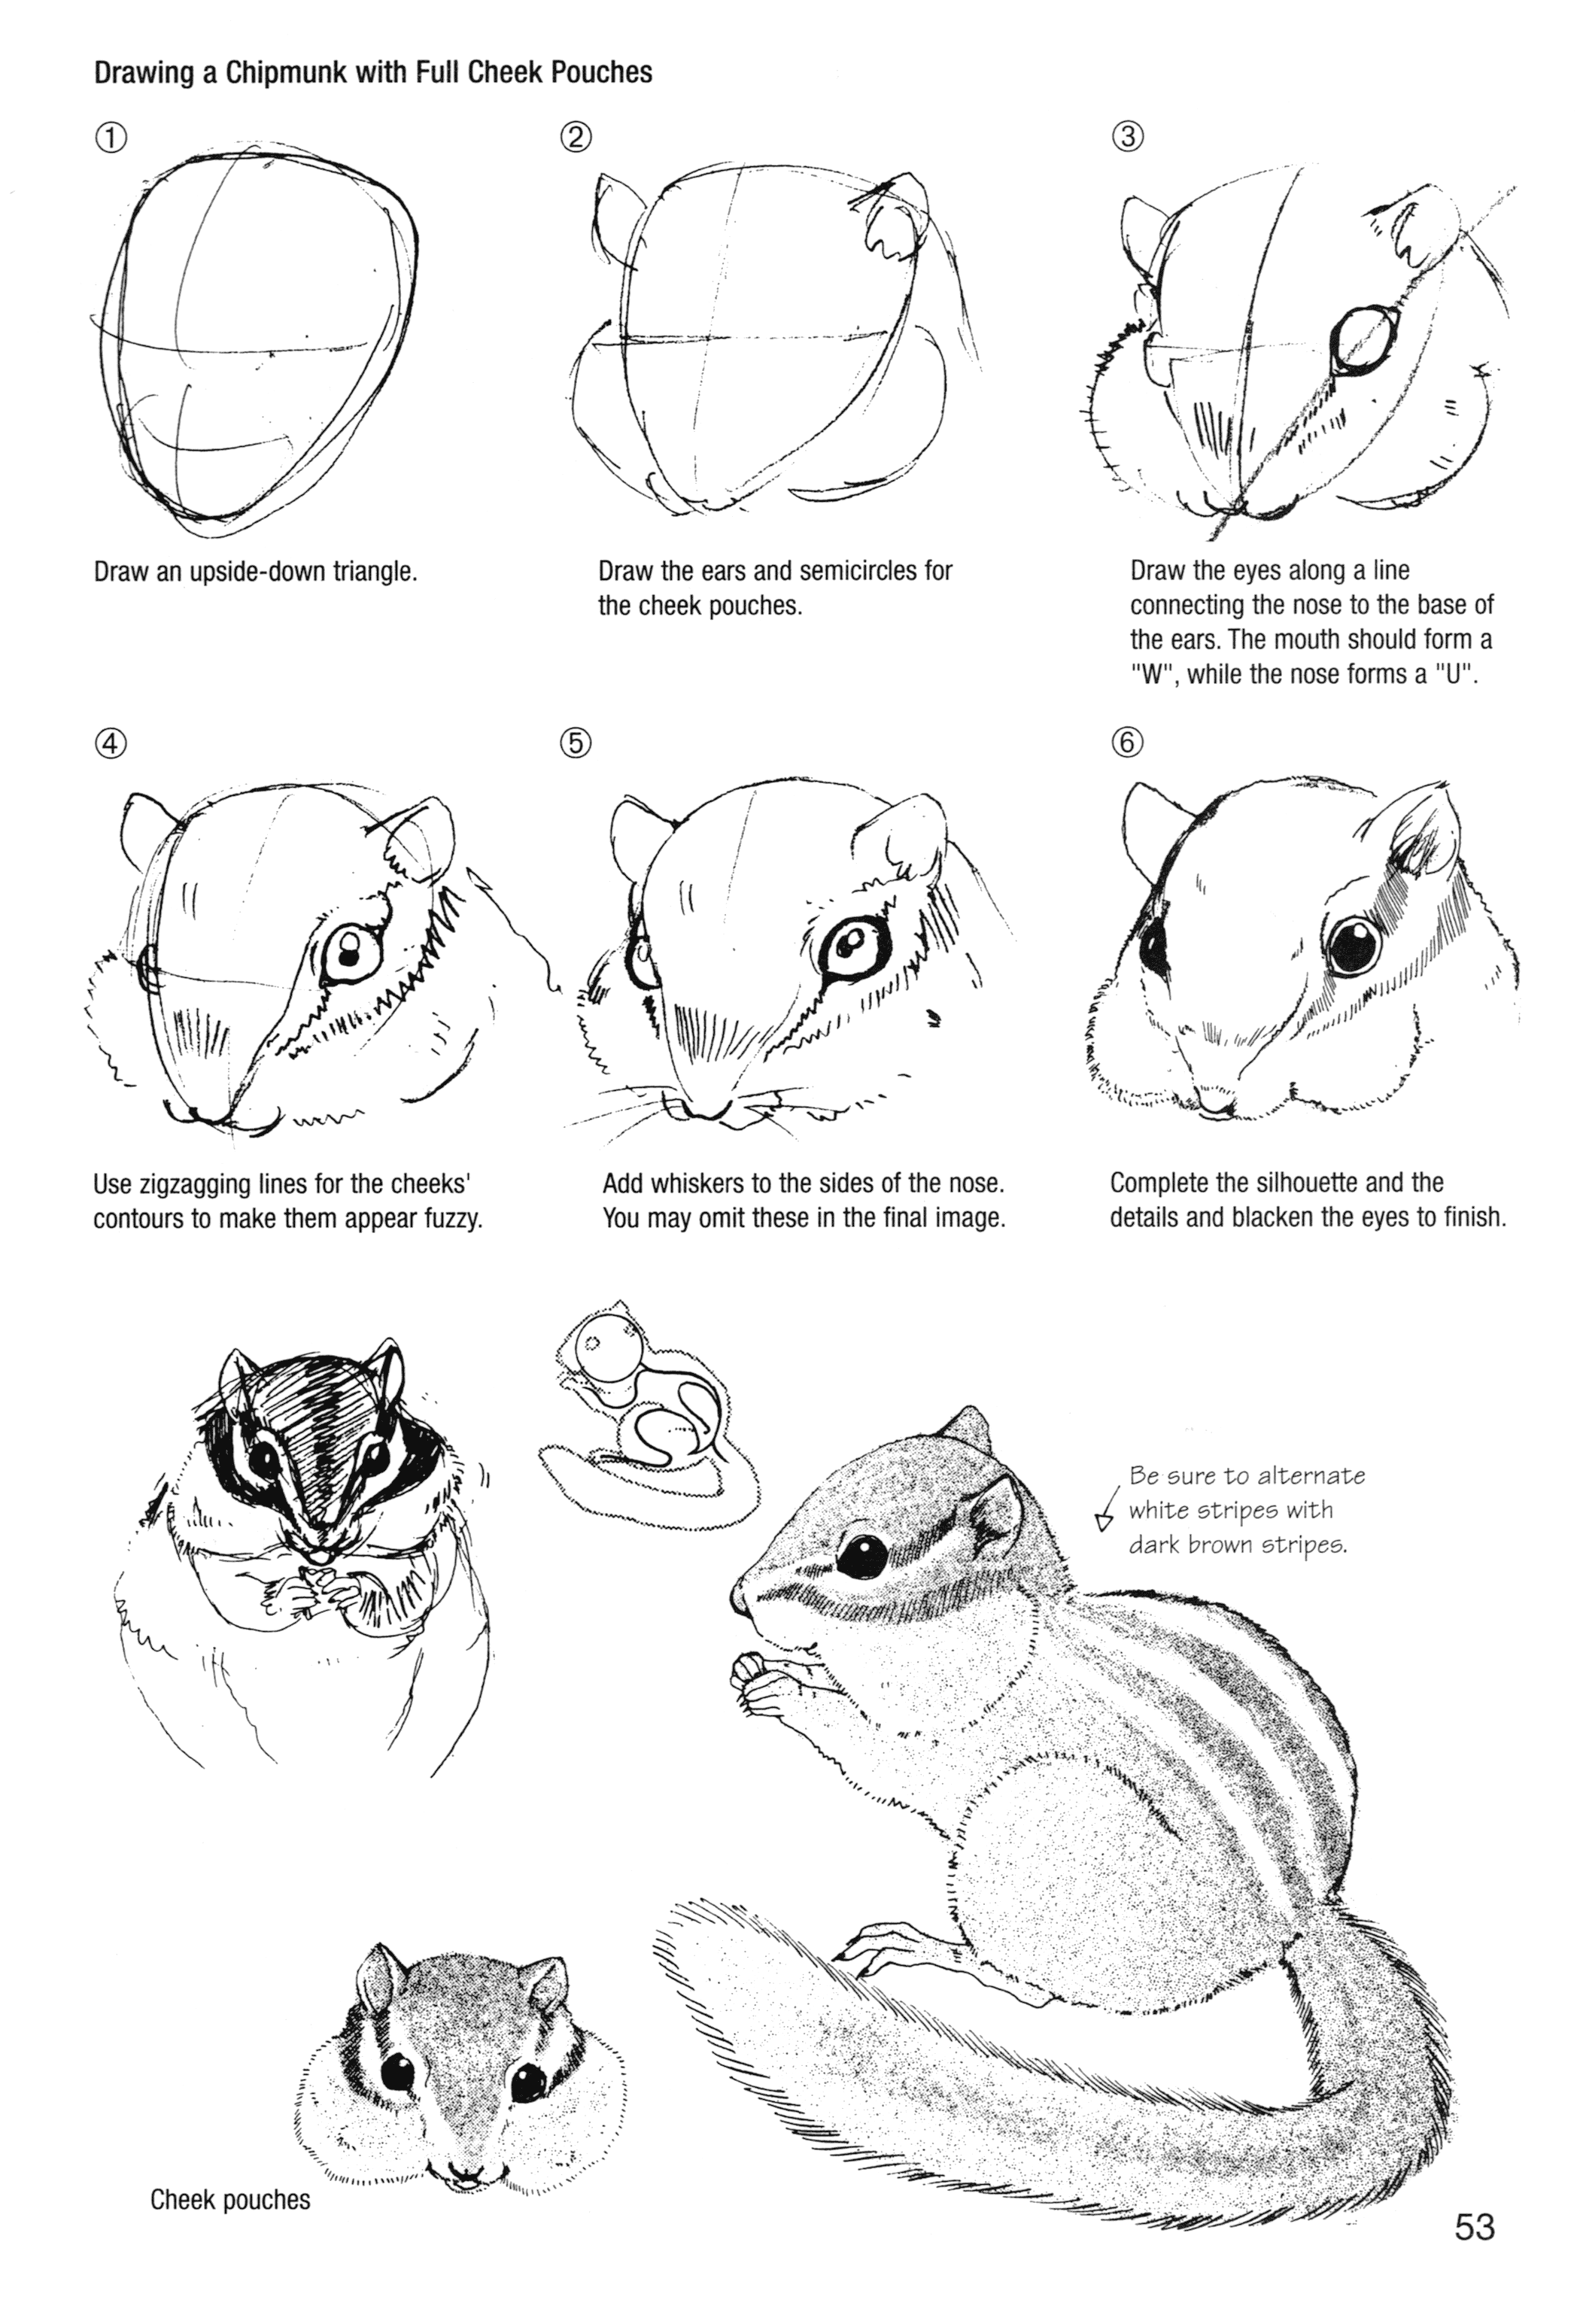 Drawing a Chipmunk with Full Cheek Pouches
①
②
③
Draw an upside-down triangle.
Draw the ears and semicircles for
the cheek pouches.
Draw the eyes along a line
connecting the nose to the base of
the ears. The mouth should form a
"W", while the nose forms a "U".
④
⑤
⑥
Use zigzagging lines for the cheeks'
contours to make them appear fuzzy.
Add whiskers to the sides of the nose.
You may omit these in the final image.
Complete the silhouette and the
details and blacken the eyes to finish.
Be sure to alternate
white stripes with
dark brown stripes.
Cheek pouches
53